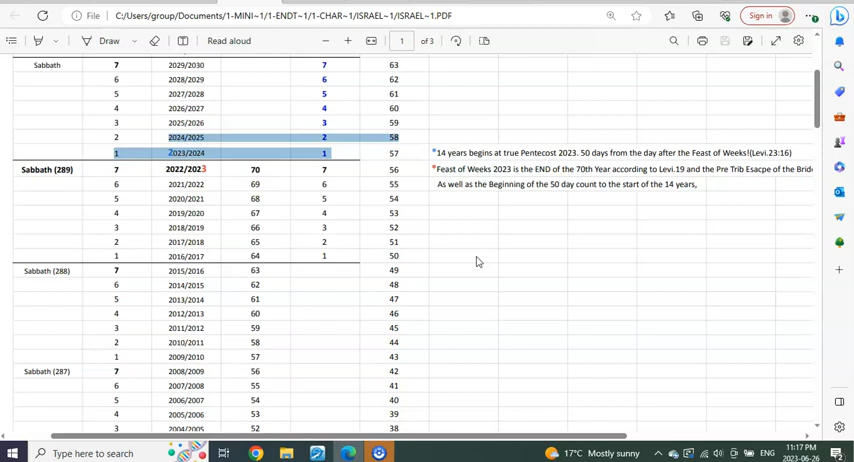 C:/Users/group/Documents/1-MINI~1/1-ENDT~1/1-CHAR~1/ISRAEL~1/ISRAEL~1.PDF
Sign in
Draw
Read aloud
1
of 3
Sabbath 7 2029/2030 7 63
6 2028/2029 6 62
5 2027/2028 5 61
4 2026/2027 4 60
3 2025/2026 3 59
2 2024/2025 2 58
1 2023/2024 1 57 *14 years begins at true Pentecost 2023. 50 days from the day after the Feast of Weeks!(Levi.23:16)
Sabbath (289) 7 2022/2023 70 7 56 *Feast of Weeks 2023 is the END of the 70th Year according to Levi.19 and the Pre Trib Esacpe of the Bride
6 2021/2022 69 6 55 As well as the Beginning of the 50 day count to the start of the 14 years,
5 2020/2021 68 5 54
4 2019/2020 67 4 53
3 2018/2019 66 3 52
2 2017/2018 65 2 51
1 2016/2017 64 1 50
Sabbath (288) 7 2015/2016 63 49
6 2014/2015 62 48
5 2013/2014 61 47
4 2012/2013 60 46
3 2011/2012 59 45
2 2010/2011 58 44
1 2009/2010 57 43
Sabbath (287) 7 2008/2009 56 42
6 2007/2008 55 41
5 2006/2007 54 40
4 2005/2006 53 39
3 2004/2005 52 38
Type here to search
17°C Mostly sunny
ENG
11:17 PM
2023-06-26
2